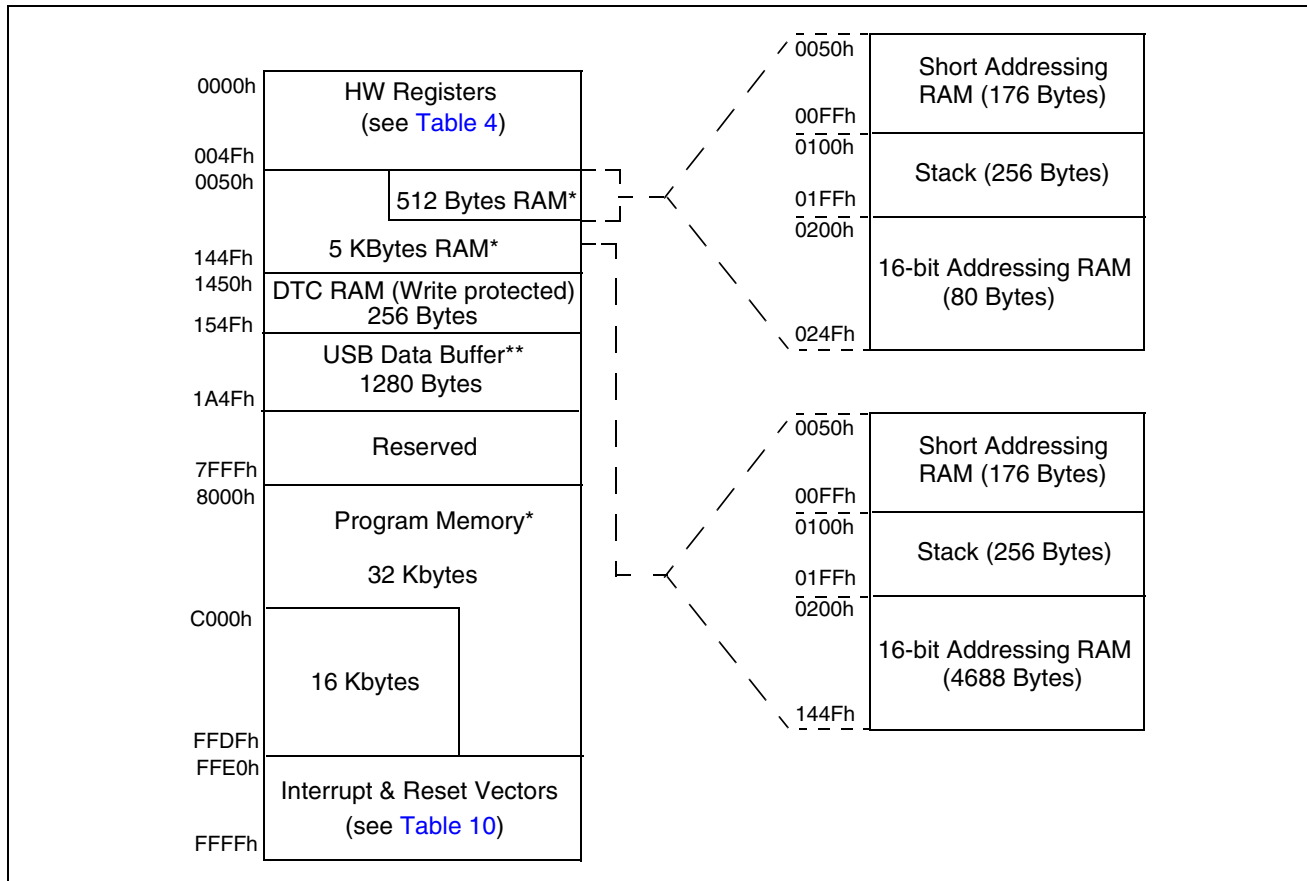 0000h
HW Registers
(see Table 4)
004Fh
0050h
512 Bytes RAM*
5 KBytes RAM*
144Fh
1450h
DTC RAM (Write protected)
256 Bytes
154Fh
USB Data Buffer**
1280 Bytes
1A4Fh
Reserved
7FFFh
8000h
Program Memory*
32 Kbytes
C000h
16 Kbytes
FFDFh
FFE0h
Interrupt & Reset Vectors
(see Table 10)
FFFFh
0050h
Short Addressing
RAM (176 Bytes)
00FFh
0100h
Stack (256 Bytes)
01FFh
0200h
16-bit Addressing RAM
(80 Bytes)
024Fh
0050h
Short Addressing
RAM (176 Bytes)
00FFh
0100h
Stack (256 Bytes)
01FFh
0200h
16-bit Addressing RAM
(4688 Bytes)
144Fh